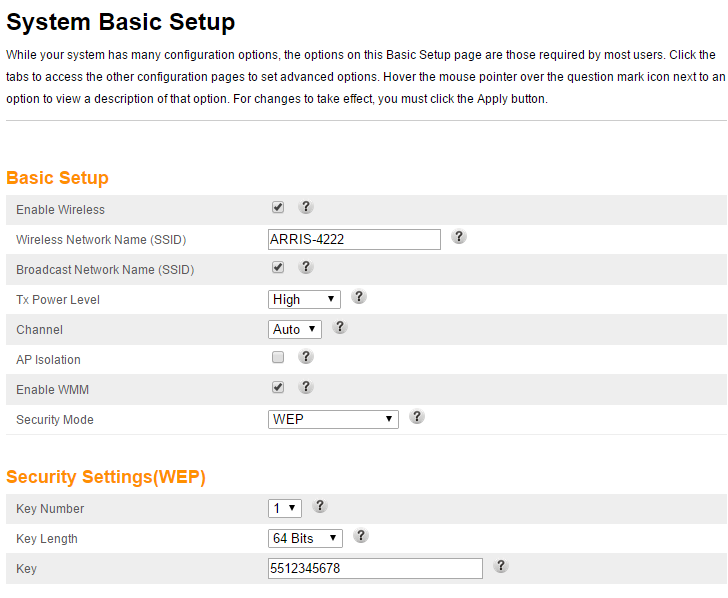 System Basic Setup
While your system has many configuration options, the options on this Basic Setup page are those required by most users. Click the
tabs to access the other configuration pages to set advanced options. Hover the mouse pointer over the question mark icon next to an
option to view a description of that option. For changes to take effect, you must click the Apply button.
Basic Setup
Enable Wireless ?
Wireless Network Name (SSID) ARRIS-4222 ?
Broadcast Network Name (SSID) ?
Tx Power Level High ?
Channel Auto ?
AP Isolation ?
Enable WMM ?
Security Mode WEP ?
Security Settings(WEP)
Key Number 1 ?
Key Length 64 Bits ?
Key 5512345678 ?